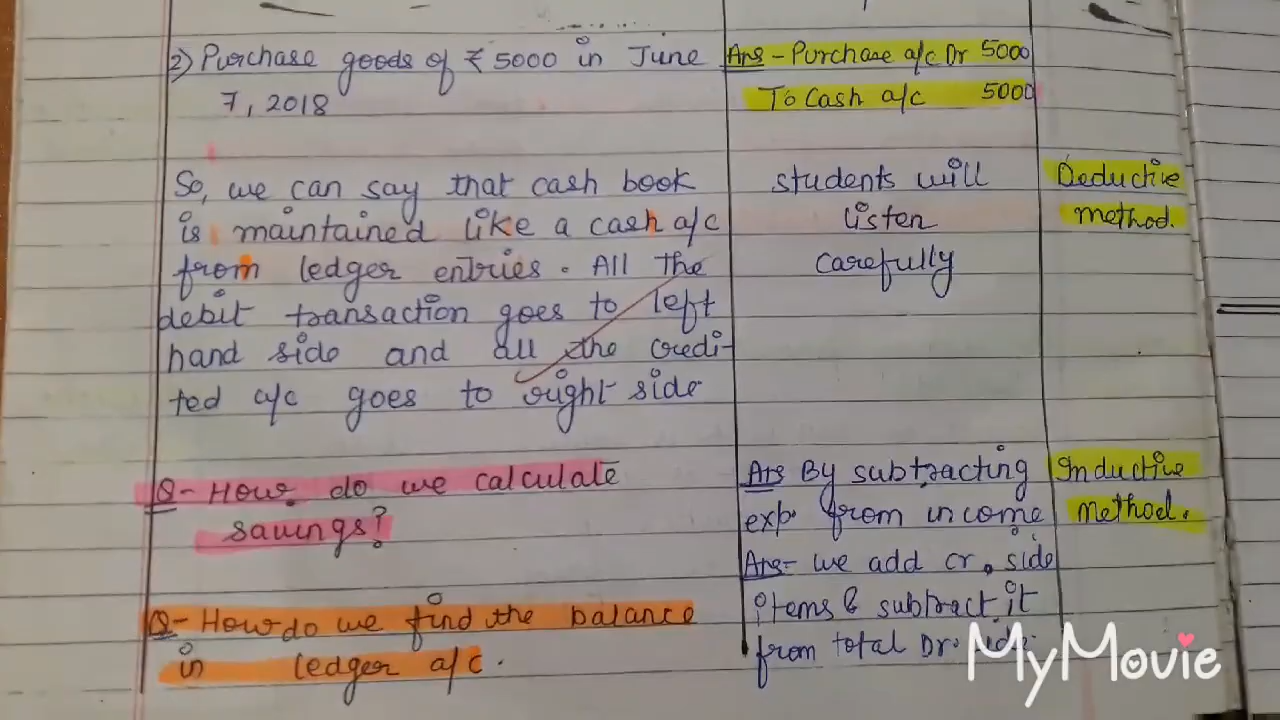 2) Purchase goods of ₹5000 in June
7, 2018
Ans - Purchase a/c Dr 5000
To Cash a/c 5000
So, we can say that cash book
is maintained like a cash a/c
from ledger entries. All the
debit transaction goes to left
hand side and all the credi-
ted a/c goes to right side
students will
listen
carefully
Deductive
method.
Q- How do we calculate
savings?
Ans By subtracting
exp. from income
Inductive
method.
Q- How do we find the balance
in ledger a/c.
Ans- we add cr. side
items & subtract it
from total Dr. side.
MyMovie